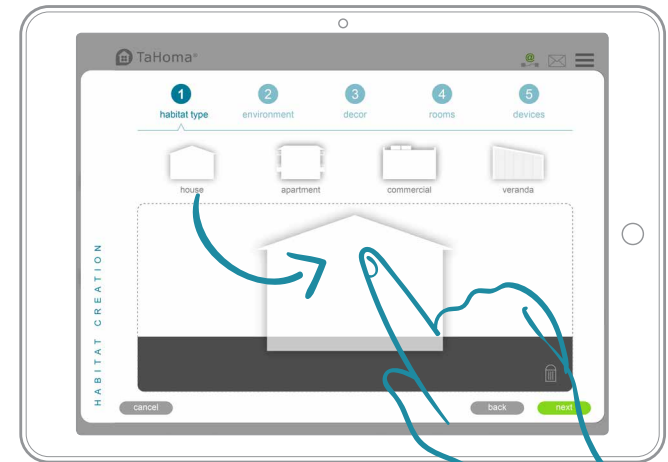 TaHoma®
@
1 2 3 4 5
habitat type environment decor rooms devices
house apartment commercial veranda
HABITAT CREATION
cancel back next